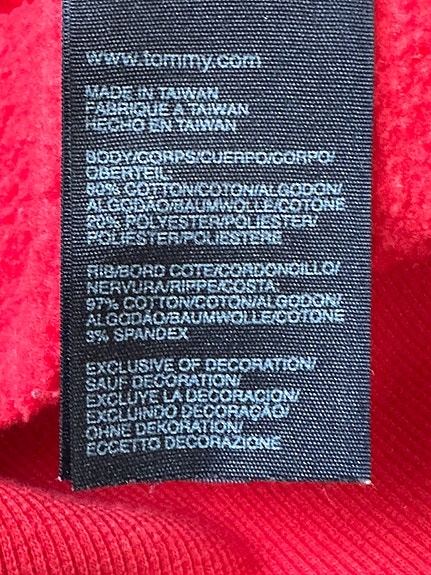 www.tommy.com
MADE IN TAIWAN
FABRIQUE A TAIWAN
HECHO EN TAIWAN
BODY/CORPS/CUERPO/CORPO/
OBERTEIL:
80% COTTON/COTON/ALGODON/
ALGODÃO/BAUMWOLLE/COTONE
20% POLYESTER/POLIESTER/
POLIESTER/POLIESTERE
RIB/BORD COTE/CORDONCILLO/
NERVURA/RIPPE/COSTA
97% COTTON/COTON/ALGODON/
ALGODÃO/BAUMWOLLE/COTONE
3% SPANDEX
EXCLUSIVE OF DECORATION/
SAUF DECORATION/
EXCLUYE LA DECORACION/
EXCLUINDO DECORAÇÃO/
OHNE DEKORATION/
ECCETTO DECORAZIONE